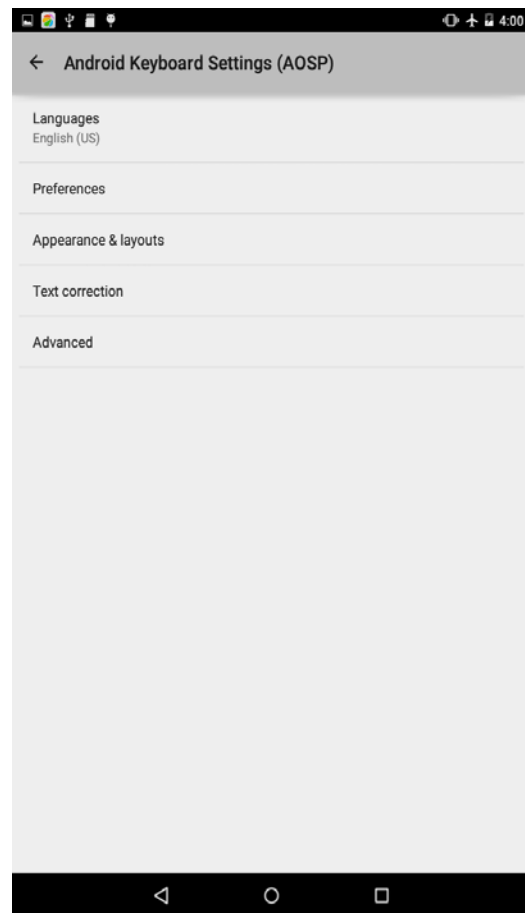 4:00
Android Keyboard Settings (AOSP)
Languages
English (US)
Preferences
Appearance & layouts
Text correction
Advanced